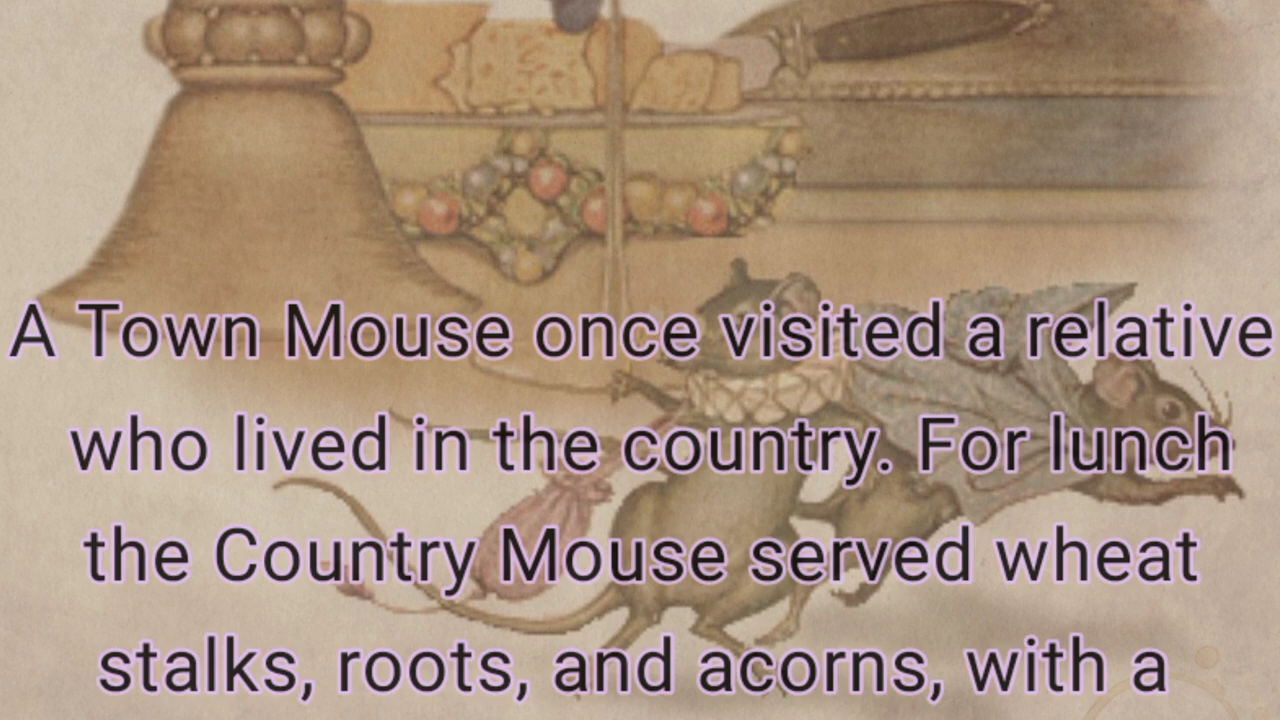 A Town Mouse once visited a relative
who lived in the country. For lunch
the Country Mouse served wheat
stalks, roots, and acorns, with a